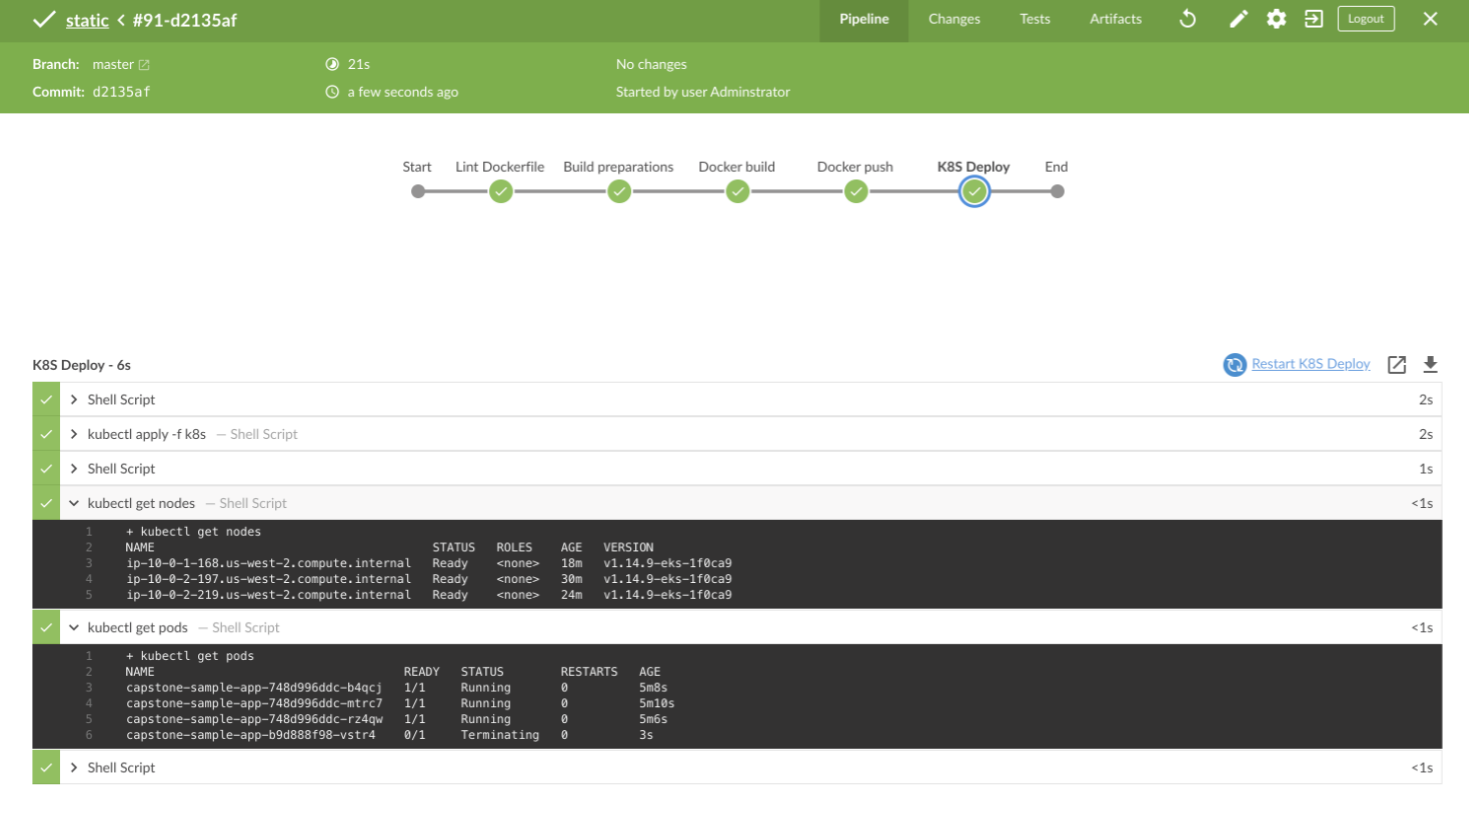 static < #91-d2135af
Pipeline Changes Tests Artifacts Logout
Branch: master 21s No changes
Commit: d2135af a few seconds ago Started by user Adminstrator
Start Lint Dockerfile Build preparations Docker build Docker push K8S Deploy End
K8S Deploy - 6s Restart K8S Deploy
Shell Script 2s
kubectl apply -f k8s — Shell Script 2s
Shell Script 1s
kubectl get nodes — Shell Script <1s
1 + kubectl get nodes
2 NAME STATUS ROLES AGE VERSION
3 ip-10-0-1-168.us-west-2.compute.internal Ready <none> 18m v1.14.9-eks-1f0ca9
4 ip-10-0-2-197.us-west-2.compute.internal Ready <none> 30m v1.14.9-eks-1f0ca9
5 ip-10-0-2-219.us-west-2.compute.internal Ready <none> 24m v1.14.9-eks-1f0ca9
kubectl get pods — Shell Script <1s
1 + kubectl get pods
2 NAME READY STATUS RESTARTS AGE
3 capstone-sample-app-748d996ddc-b4qcj 1/1 Running 0 5m8s
4 capstone-sample-app-748d996ddc-mtrc7 1/1 Running 0 5m10s
5 capstone-sample-app-748d996ddc-rz4qw 1/1 Running 0 5m6s
6 capstone-sample-app-b9d888f98-vstr4 0/1 Terminating 0 3s
Shell Script <1s